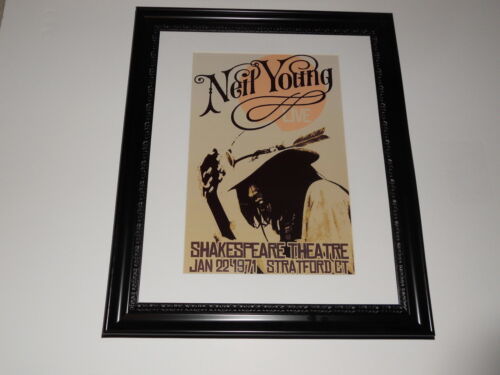 Neil Young
LIVE
SHAKESPEARE THEATRE
JAN 22 1971 STRATFORD, CT.